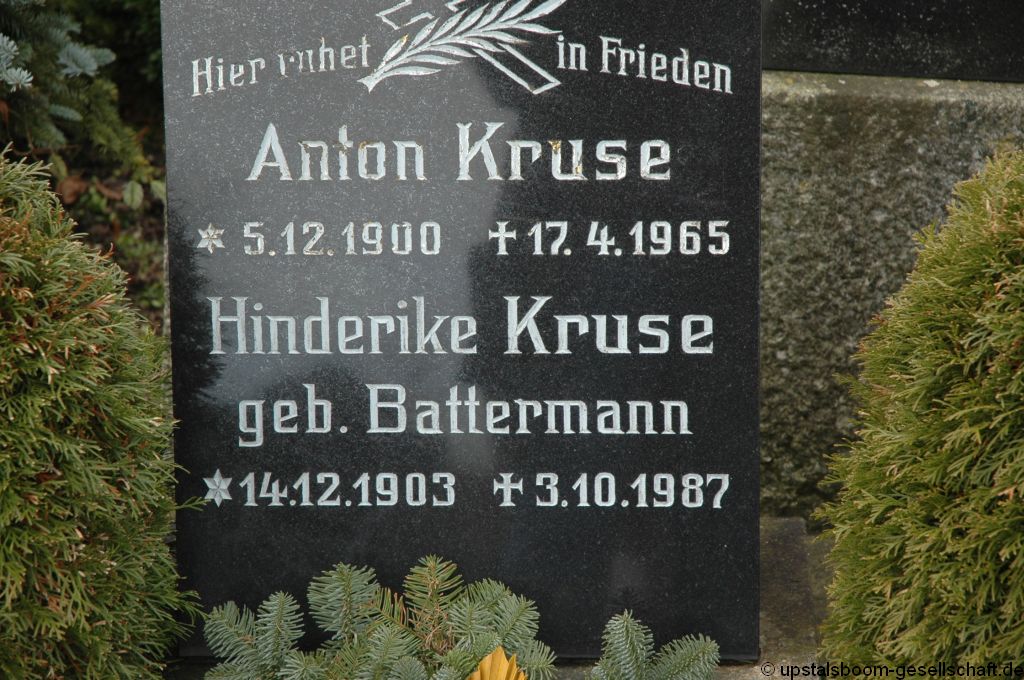 Hier ruhet in Frieden
Anton Kruse
* 5.12.1900 ✝ 17.4.1965
Hinderike Kruse
geb. Battermann
* 14.12.1903 ✝ 3.10.1987
© upstalsboom-gesellschaft.de